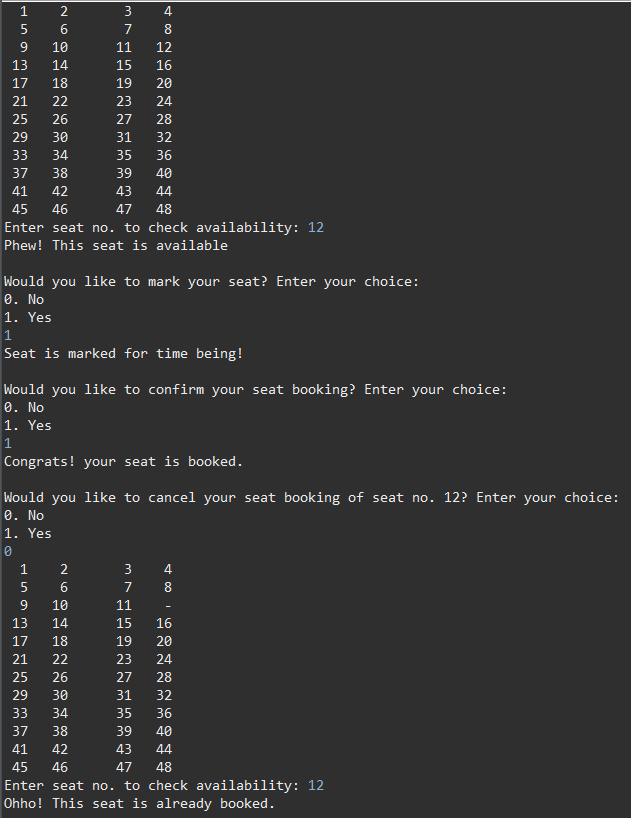 1 2 3 4
5 6 7 8
9 10 11 12
13 14 15 16
17 18 19 20
21 22 23 24
25 26 27 28
29 30 31 32
33 34 35 36
37 38 39 40
41 42 43 44
45 46 47 48
Enter seat no. to check availability: 12
Phew! This seat is available
Would you like to mark your seat? Enter your choice:
0. No
1. Yes
1
Seat is marked for time being!
Would you like to confirm your seat booking? Enter your choice:
0. No
1. Yes
1
Congrats! your seat is booked.
Would you like to cancel your seat booking of seat no. 12? Enter your choice:
0. No
1. Yes
0
1 2 3 4
5 6 7 8
9 10 11 -
13 14 15 16
17 18 19 20
21 22 23 24
25 26 27 28
29 30 31 32
33 34 35 36
37 38 39 40
41 42 43 44
45 46 47 48
Enter seat no. to check availability: 12
Ohho! This seat is already booked.